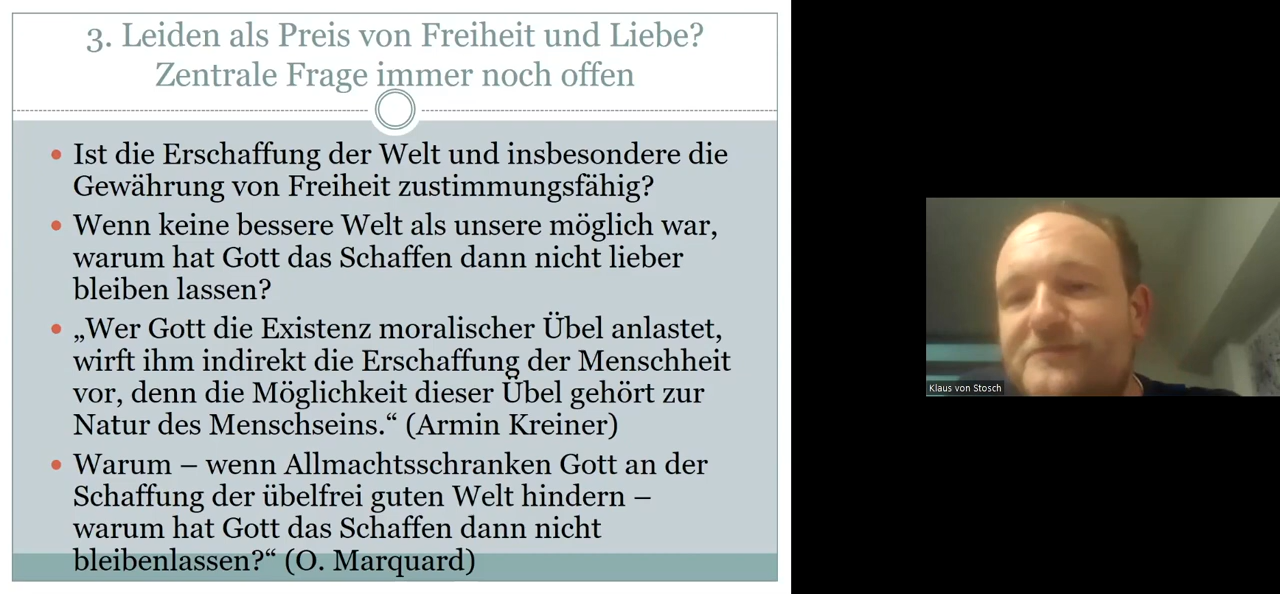 3. Leiden als Preis von Freiheit und Liebe?
Zentrale Frage immer noch offen
Ist die Erschaffung der Welt und insbesondere die
Gewährung von Freiheit zustimmungsfähig?
Wenn keine bessere Welt als unsere möglich war,
warum hat Gott das Schaffen dann nicht lieber
bleiben lassen?
„Wer Gott die Existenz moralischer Übel anlastet,
wirft ihm indirekt die Erschaffung der Menschheit
vor, denn die Möglichkeit dieser Übel gehört zur
Natur des Menschseins.“ (Armin Kreiner)
Warum – wenn Allmachtsschranken Gott an der
Schaffung der übelfrei guten Welt hindern –
warum hat Gott das Schaffen dann nicht
bleibenlassen?“ (O. Marquard)
Klaus von Stosch